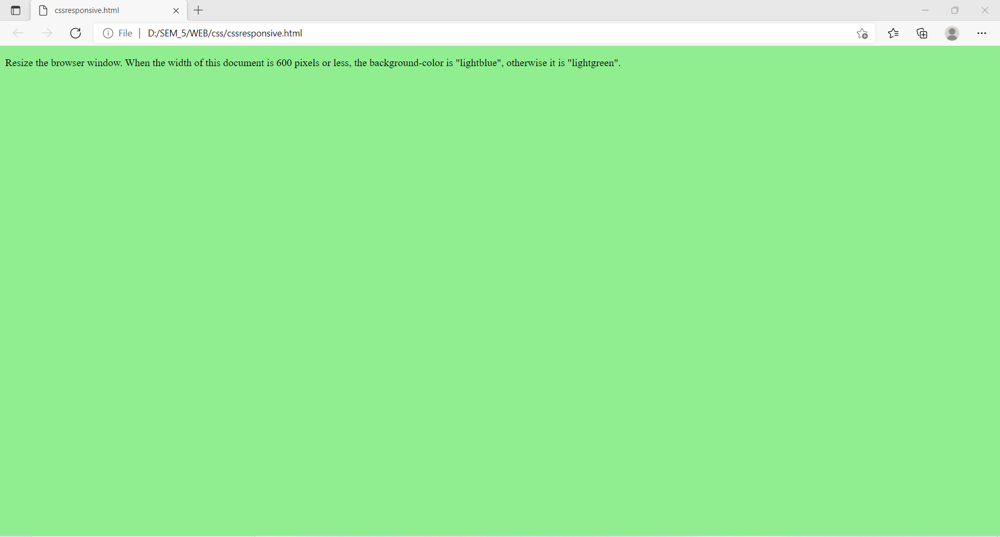 cssresponsive.html
File D:/SEM_5/WEB/css/cssresponsive.html
Resize the browser window. When the width of this document is 600 pixels or less, the background-color is "lightblue", otherwise it is "lightgreen".